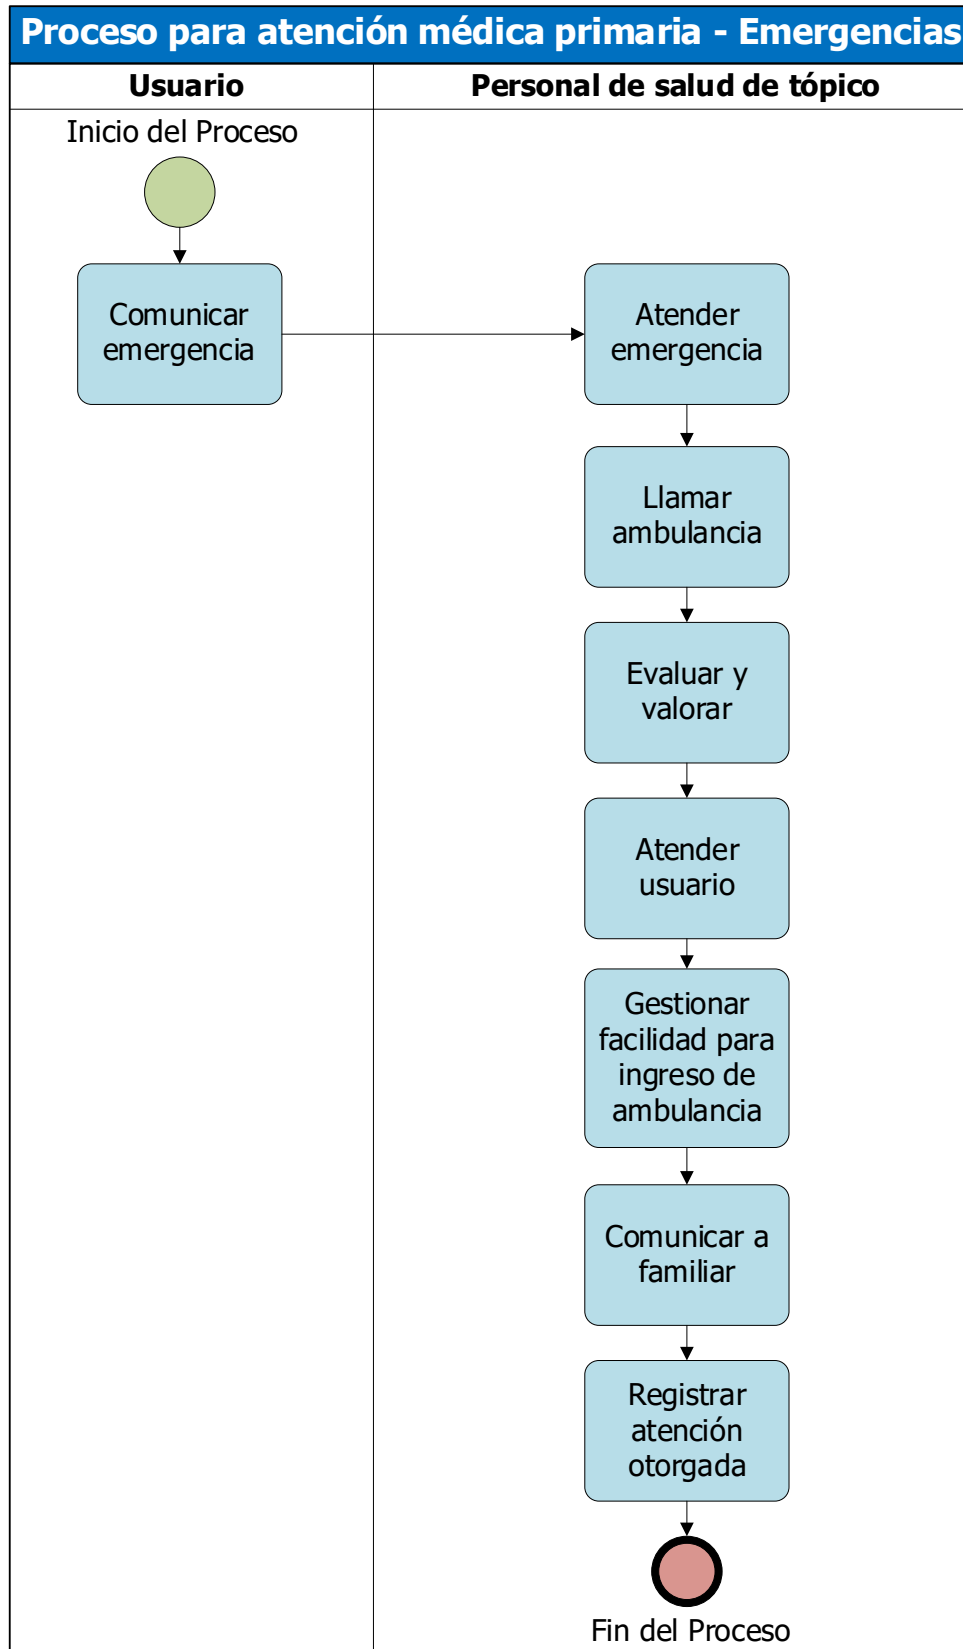 Proceso para atención médica primaria - Emergencias
Usuario
Personal de salud de tópico
Inicio del Proceso
Comunicar
emergencia
Atender
emergencia
Llamar
ambulancia
Evaluar y
valorar
Atender
usuario
Gestionar
facilidad para
ingreso de
ambulancia
Comunicar a
familiar
Registrar
atención
otorgada
Fin del Proceso